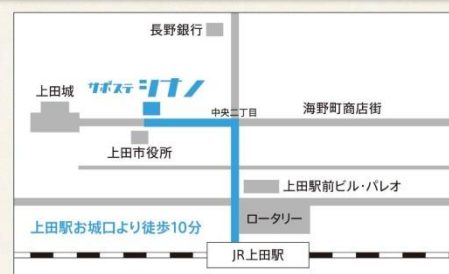 長野銀行
サポステ シナノ
上田城
中央二丁目
海野町商店街
上田市役所
上田駅前ビル・パレオ
上田駅お城口より徒歩10分
ロータリー
JR上田駅